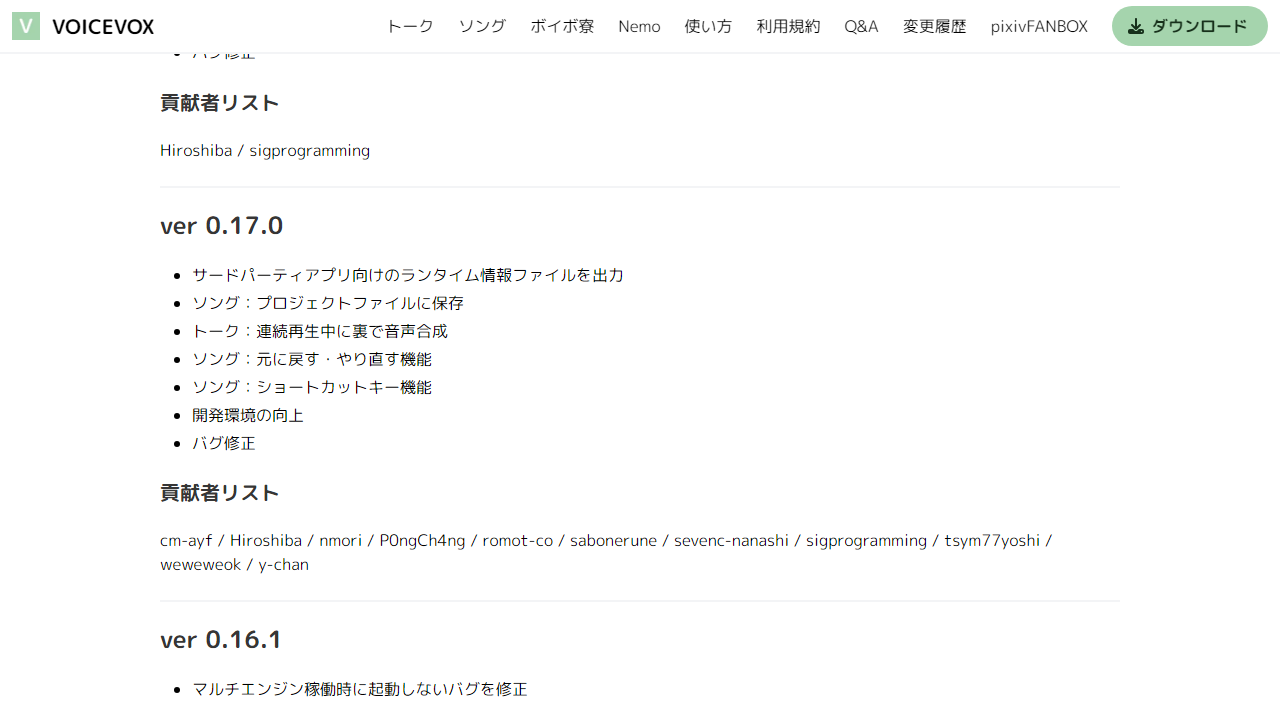 V VOICEVOX トーク ソング ボイボ寮 Nemo 使い方 利用規約 Q&A 変更履歴 pixivFANBOX ダウンロード
バグ修正
貢献者リスト
Hiroshiba / sigprogramming
ver 0.17.0
サードパーティアプリ向けのランタイム情報ファイルを出力
ソング：プロジェクトファイルに保存
トーク：連続再生中に裏で音声合成
ソング：元に戻す・やり直す機能
ソング：ショートカットキー機能
開発環境の向上
バグ修正
貢献者リスト
cm-ayf / Hiroshiba / nmori / P0ngCh4ng / romot-co / sabonerune / sevenc-nanashi / sigprogramming / tsym77yoshi /
weweweok / y-chan
ver 0.16.1
マルチエンジン稼働時に起動しないバグを修正